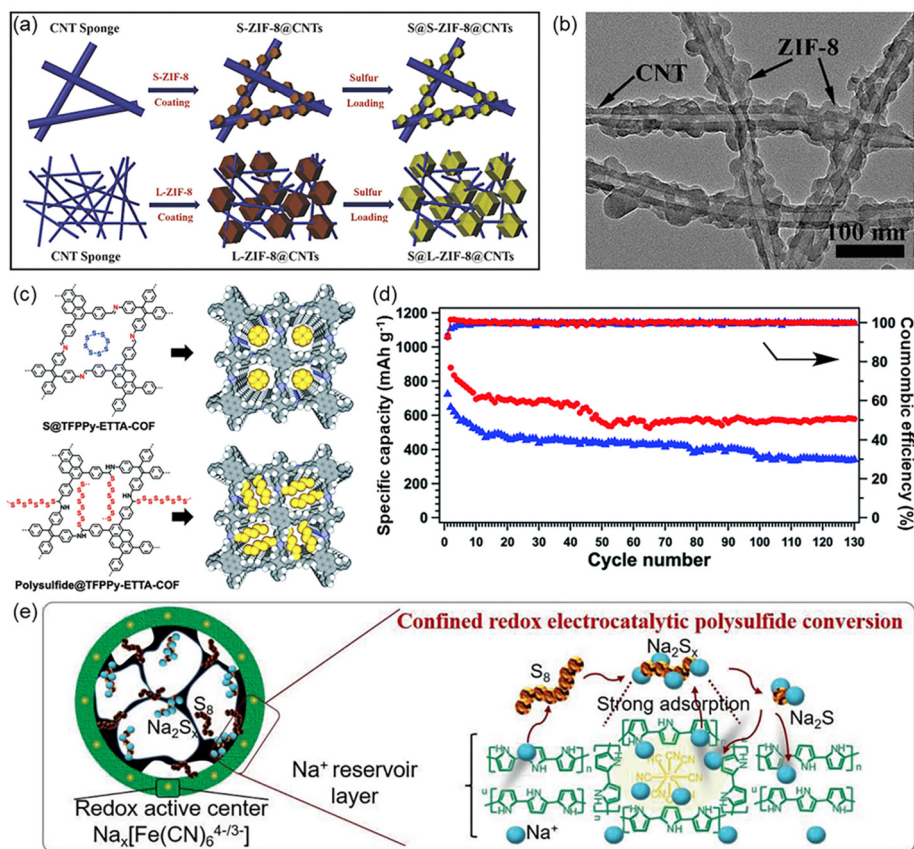 (a)
CNT Sponge
S-ZIF-8@CNTs
S@S-ZIF-8@CNTs
S-ZIF-8
Coating
Sulfur
Loading
L-ZIF-8
Coating
Sulfur
Loading
CNT Sponge
L-ZIF-8@CNTs
S@L-ZIF-8@CNTs
(b)
CNT
ZIF-8
100 nm
(c)
S@TFPPy-ETTA-COF
Polysulfide@TFPPy-ETTA-COF
(d)
Specific capacity (mAh g⁻¹)
1200
1000
800
600
400
200
0
0 10 20 30 40 50 60 70 80 90 100 110 120 130
Cycle number
100
80
60
40
20
0
Coumombic efficiency (%)
(e)
S₈
Na₂Sₓ
Redox active center
Naₓ[Fe(CN)₆⁴⁻/³⁻]
Na⁺ reservoir
layer
Confined redox electrocatalytic polysulfide conversion
Na₂Sₓ
S₈
Na₂S
Strong adsorption
Na⁺